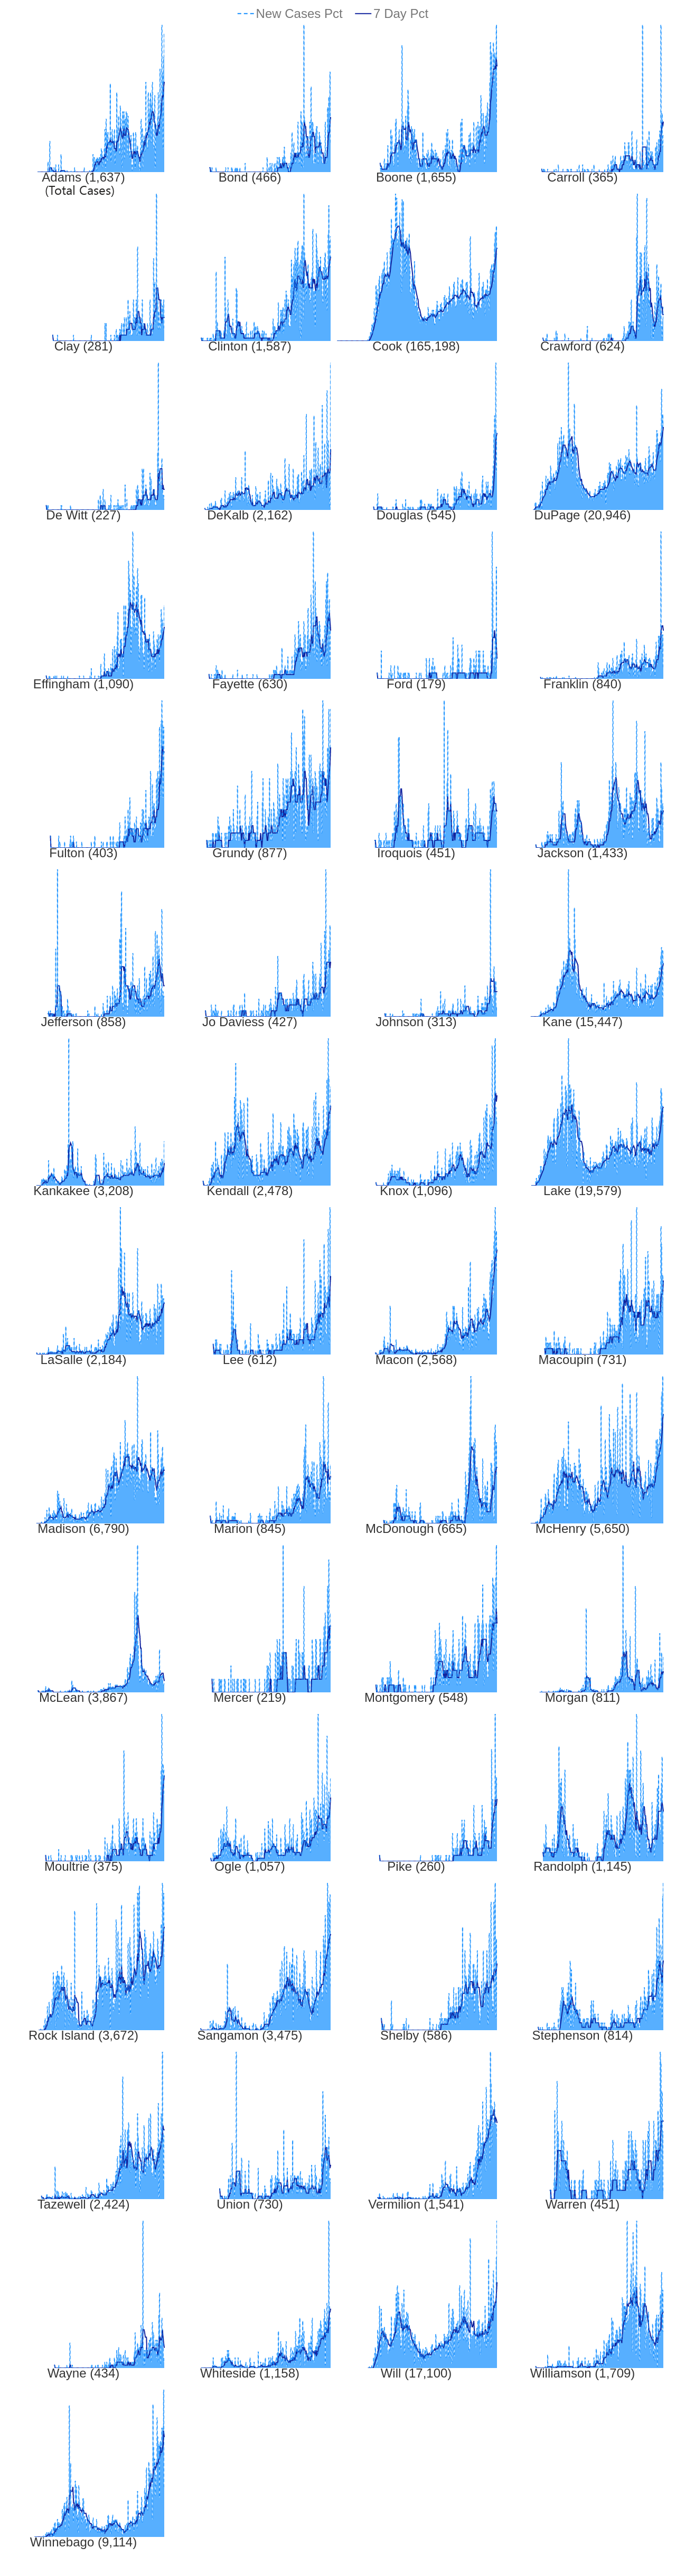 New Cases Pct 7 Day Pct
Adams (1,637) Bond (466) Boone (1,655) Carroll (365)
(Total Cases)
Clay (281) Clinton (1,587) Cook (165,198) Crawford (624)
De Witt (227) DeKalb (2,162) Douglas (545) DuPage (20,946)
Effingham (1,090) Fayette (630) Ford (179) Franklin (840)
Fulton (403) Grundy (877) Iroquois (451) Jackson (1,433)
Jefferson (858) Jo Daviess (427) Johnson (313) Kane (15,447)
Kankakee (3,208) Kendall (2,478) Knox (1,096) Lake (19,579)
LaSalle (2,184) Lee (612) Macon (2,568) Macoupin (731)
Madison (6,790) Marion (845) McDonough (665) McHenry (5,650)
McLean (3,867) Mercer (219) Montgomery (548) Morgan (811)
Moultrie (375) Ogle (1,057) Pike (260) Randolph (1,145)
Rock Island (3,672) Sangamon (3,475) Shelby (586) Stephenson (814)
Tazewell (2,424) Union (730) Vermilion (1,541) Warren (451)
Wayne (434) Whiteside (1,158) Will (17,100) Williamson (1,709)
Winnebago (9,114)